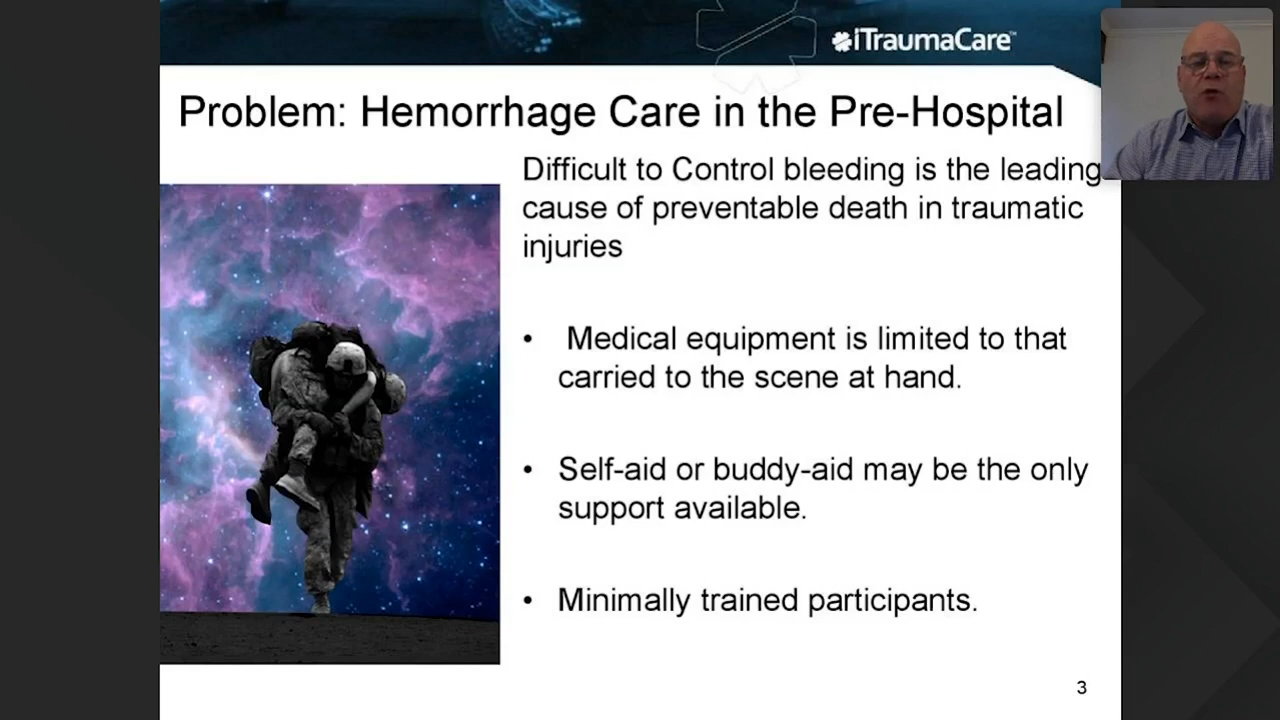 iTraumaCare™
Problem: Hemorrhage Care in the Pre-Hospital
Difficult to Control bleeding is the leading
cause of preventable death in traumatic
injuries
• Medical equipment is limited to that
carried to the scene at hand.
• Self-aid or buddy-aid may be the only
support available.
• Minimally trained participants.
3